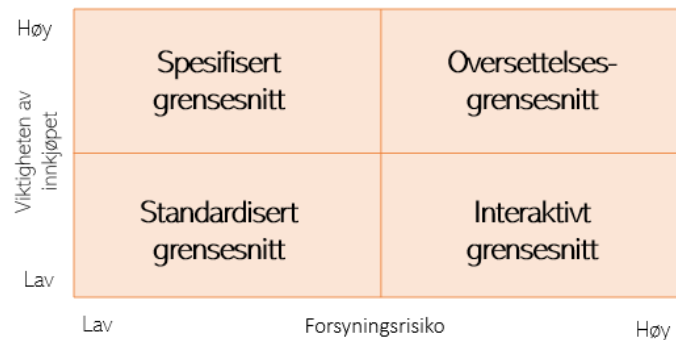 Høy
Spesifisert
grensesnitt
Oversettelses-
grensesnitt
Viktigheten av
innkjøpet
Standardisert
grensesnitt
Interaktivt
grensesnitt
Lav
Lav
Forsyningsrisiko
Høy